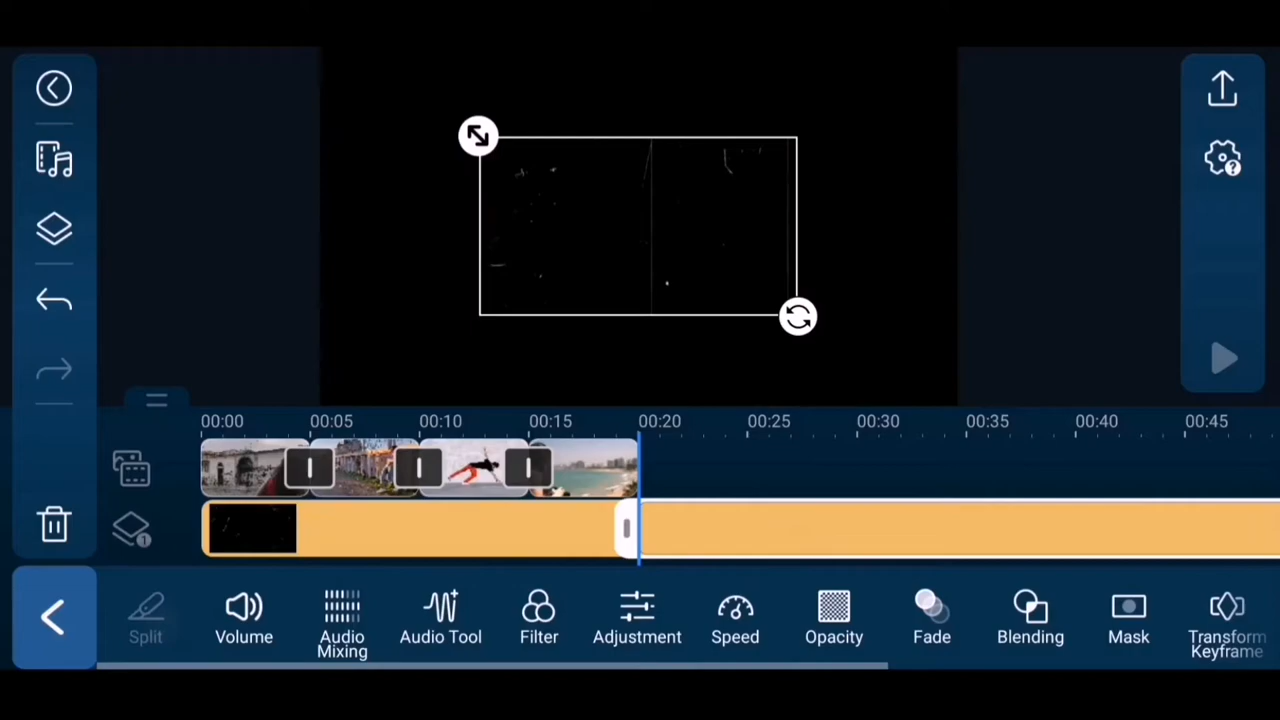 00:00 00:05 00:10 00:15 00:20 00:25 00:30 00:35 00:40 00:45
1
Split Volume Audio Mixing Audio Tool Filter Adjustment Speed Opacity Fade Blending Mask Transform Keyframe